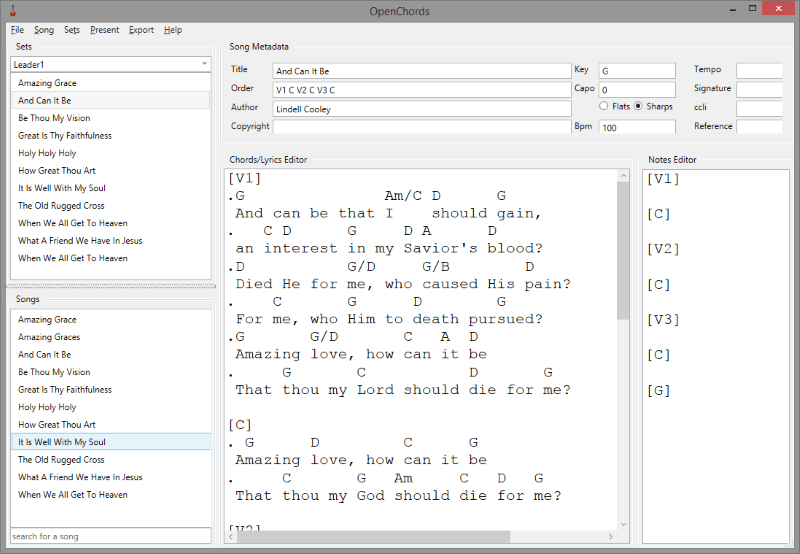 OpenChords
File Song Sets Present Export Help
Sets
Leader1
Amazing Grace
And Can It Be
Be Thou My Vision
Great Is Thy Faithfulness
Holy Holy Holy
How Great Thou Art
It Is Well With My Soul
The Old Rugged Cross
When We All Get To Heaven
What A Friend We Have In Jesus
When We All Get To Heaven
Songs
Amazing Grace
Amazing Graces
And Can It Be
Be Thou My Vision
Great Is Thy Faithfulness
Holy Holy Holy
How Great Thou Art
It Is Well With My Soul
The Old Rugged Cross
What A Friend We Have In Jesus
When We All Get To Heaven
search for a song
Song Metadata
Title And Can It Be Key G Tempo
Order V1 C V2 C V3 C Capo 0 Signature
Author Lindell Cooley Flats Sharps ccli
Copyright Bpm 100 Reference
Chords/Lyrics Editor
[V1]
.G               Am/C D      G
 And can be that I    should gain,
.   C D      G     D A      D
 an interest in my Savior's blood?
.D           G/D     G/B        D
 Died He for me, who caused His pain?
.    C       G      D        G
 For me, who Him to death pursued?
.G       G/D       C   A  D
 Amazing love, how can it be
.     G       C           D       G
 That thou my Lord should die for me?
[C]
. G      D         C      G
 Amazing love, how can it be
.     C       G   Am     C   D   G
 That thou my God should die for me?
[V2]
Notes Editor
[V1]
[C]
[V2]
[C]
[V3]
[C]
[G]